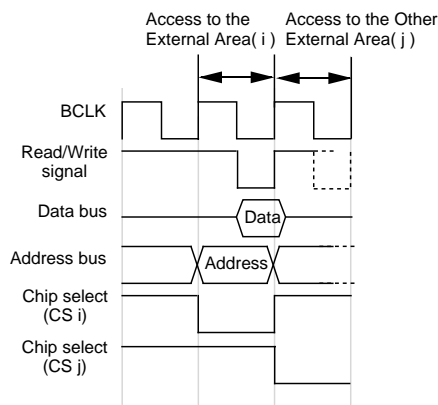 Access to the
External Area( i )
Access to the Other
External Area( j )
BCLK
Read/Write
signal
Data bus
Data
Address bus
Address
Chip select
(CS i)
Chip select
(CS j)